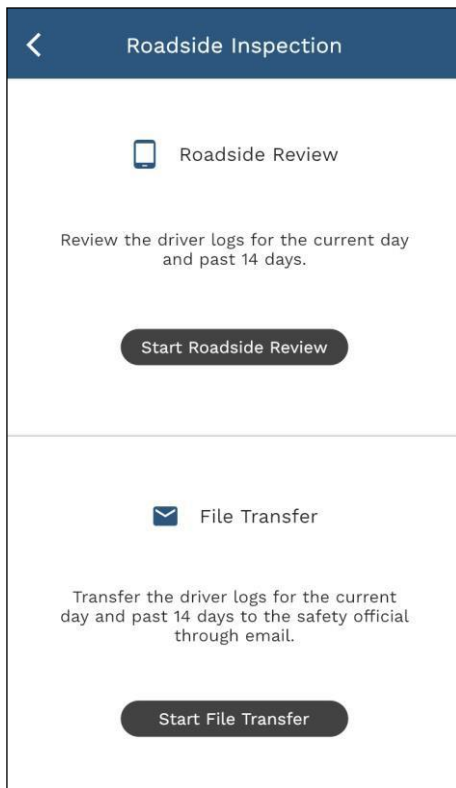 Roadside Inspection
Roadside Review
Review the driver logs for the current day
and past 14 days.
Start Roadside Review
File Transfer
Transfer the driver logs for the current
day and past 14 days to the safety official
through email.
Start File Transfer